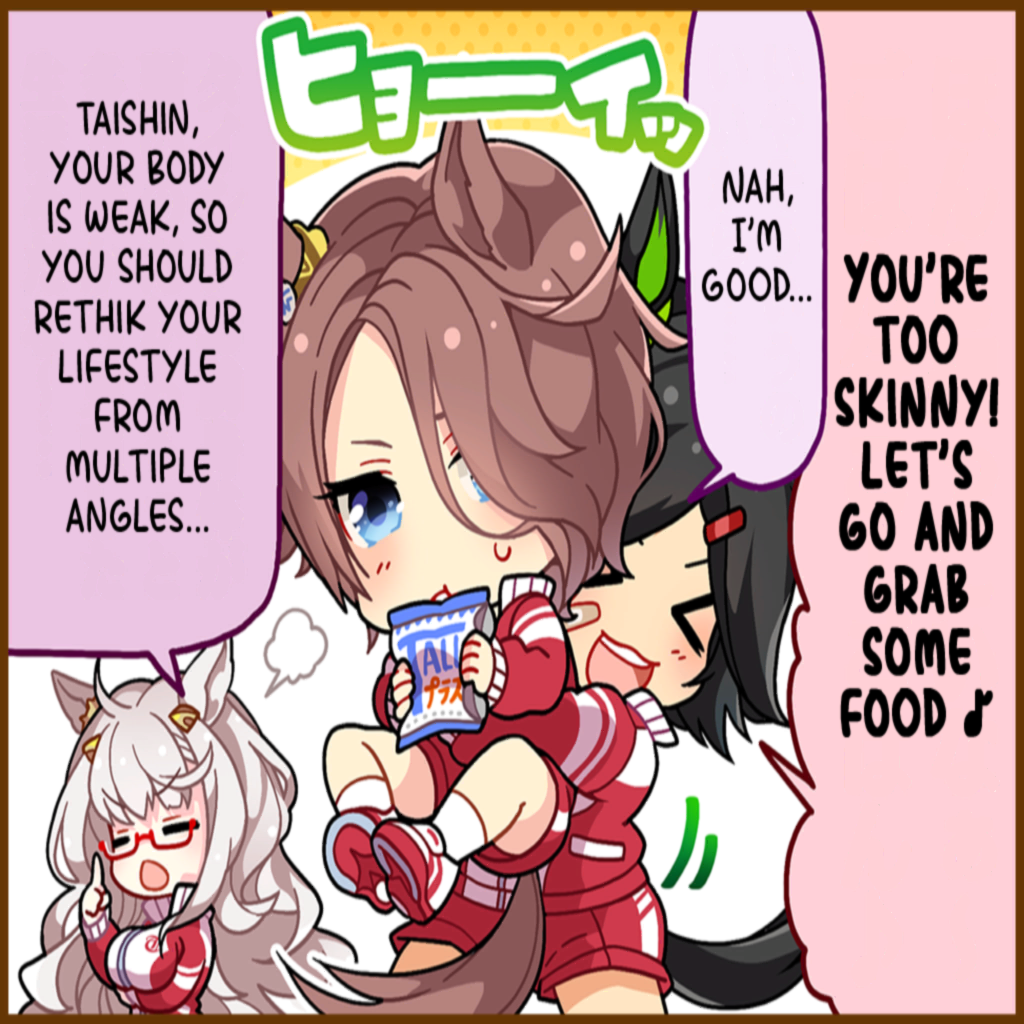 TAISHIN,
YOUR BODY
IS WEAK, SO
YOU SHOULD
RETHIK YOUR
LIFESTYLE
FROM
MULTIPLE
ANGLES...
ヒョーイッ
NAH,
I'M
GOOD...
YOU'RE
TOO
SKINNY!
LET'S
GO AND
GRAB
SOME
FOOD ♪
TALL
プラス